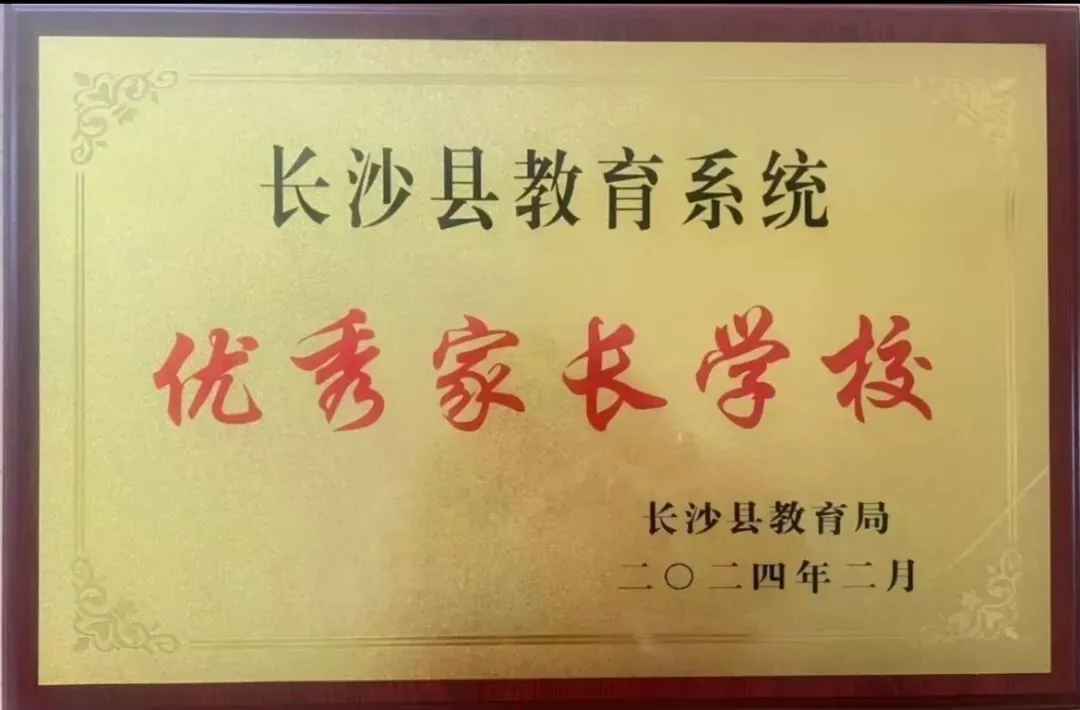 长沙县教育系统
优秀家长学校
长沙县教育局
二〇二四年二月